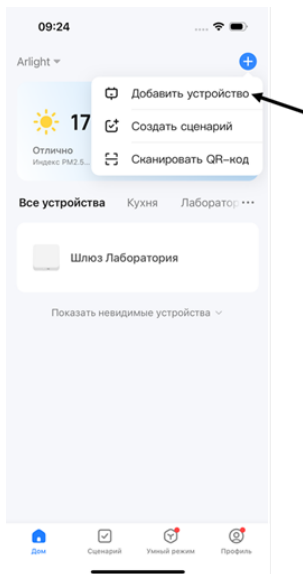 09:24
Arlight
Добавить устройство
17
Создать сценарий
Отлично
Индекс PM2.5...
Сканировать QR-код
Все устройства Кухня Лаборатор
Шлюз Лаборатория
Показать невидимые устройства
Дом Сценарий Умный режим Профиль